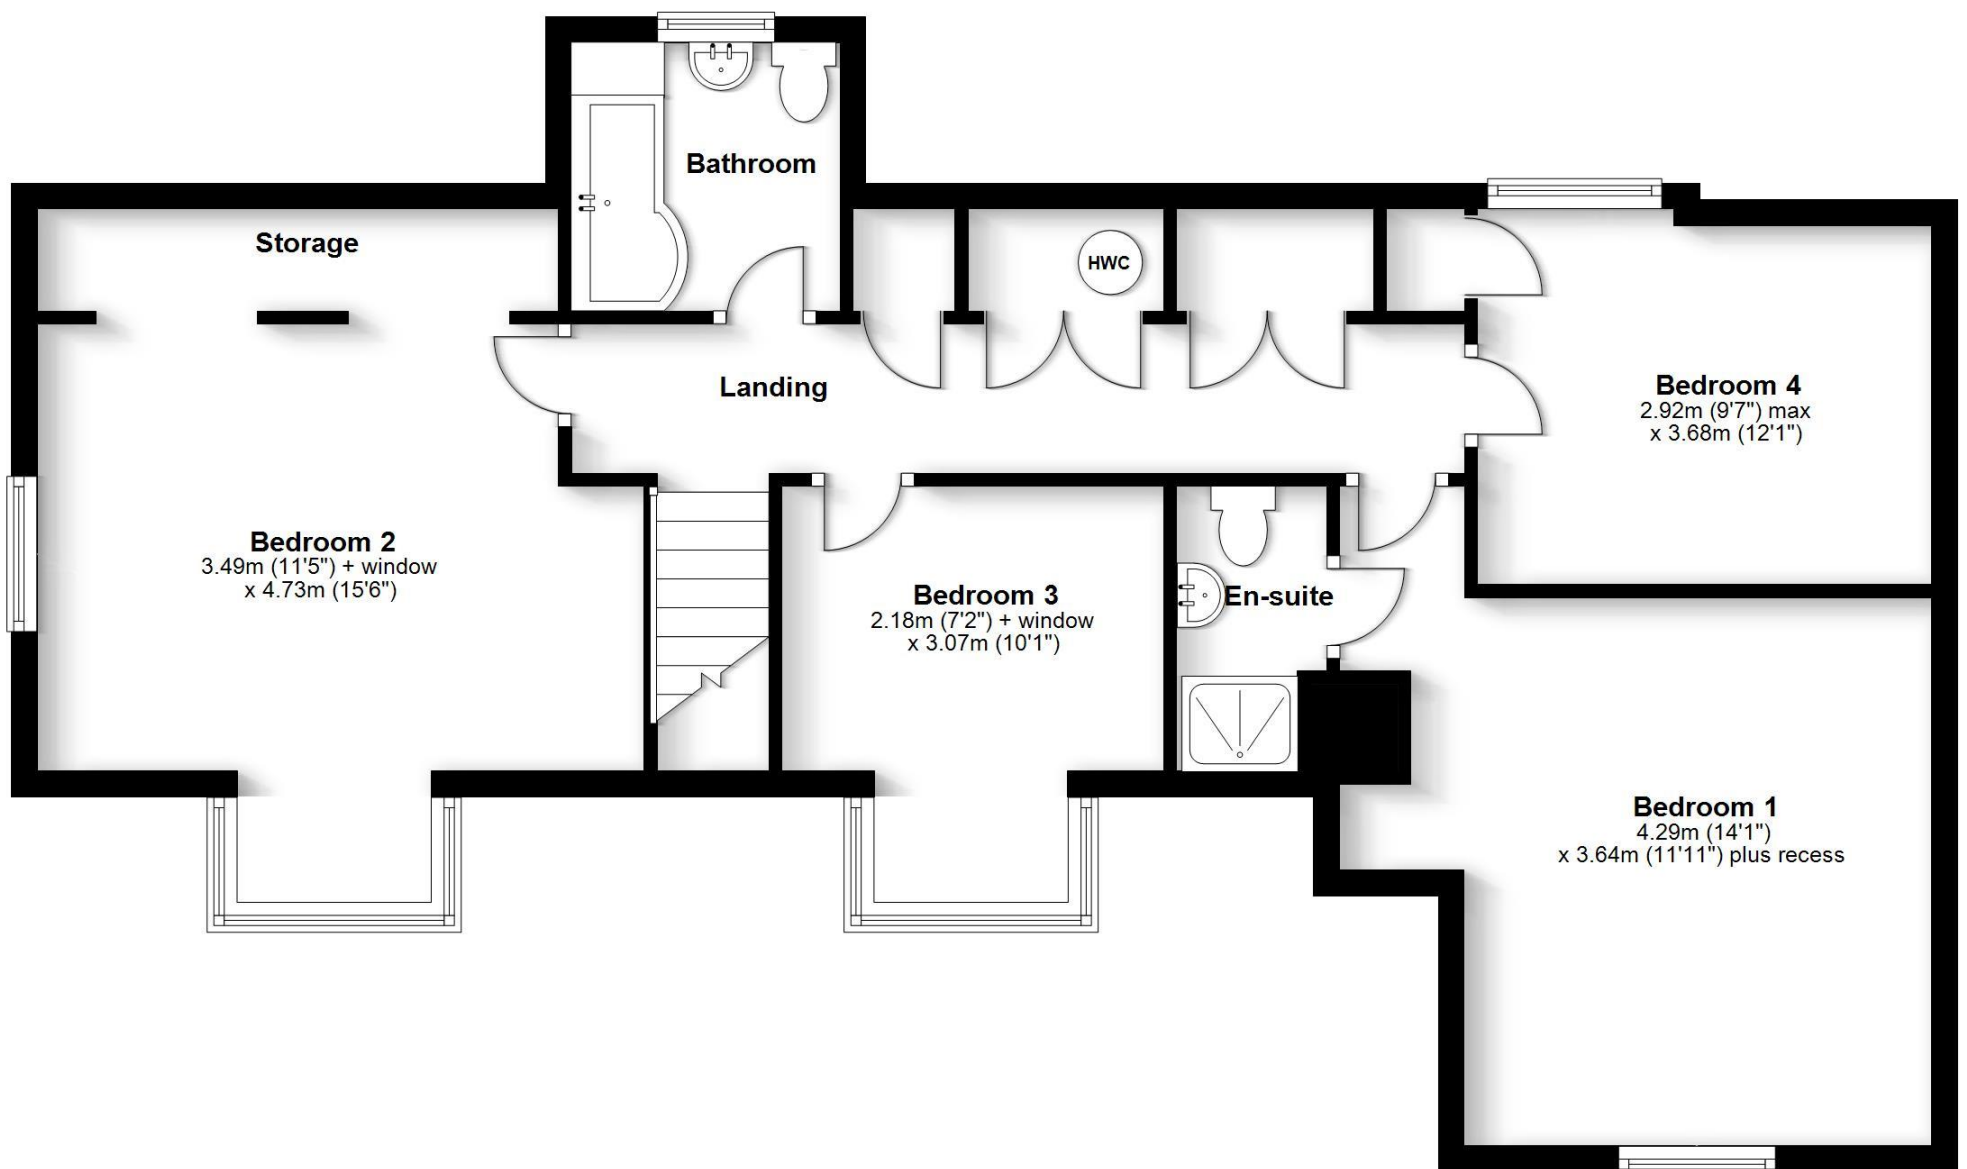 Bathroom
Storage
HWC
Landing
Bedroom 4
2.92m (9'7") max
x 3.68m (12'1")
Bedroom 2
3.49m (11'5") + window
x 4.73m (15'6")
Bedroom 3
2.18m (7'2") + window
x 3.07m (10'1")
En-suite
Bedroom 1
4.29m (14'1")
x 3.64m (11'11") plus recess